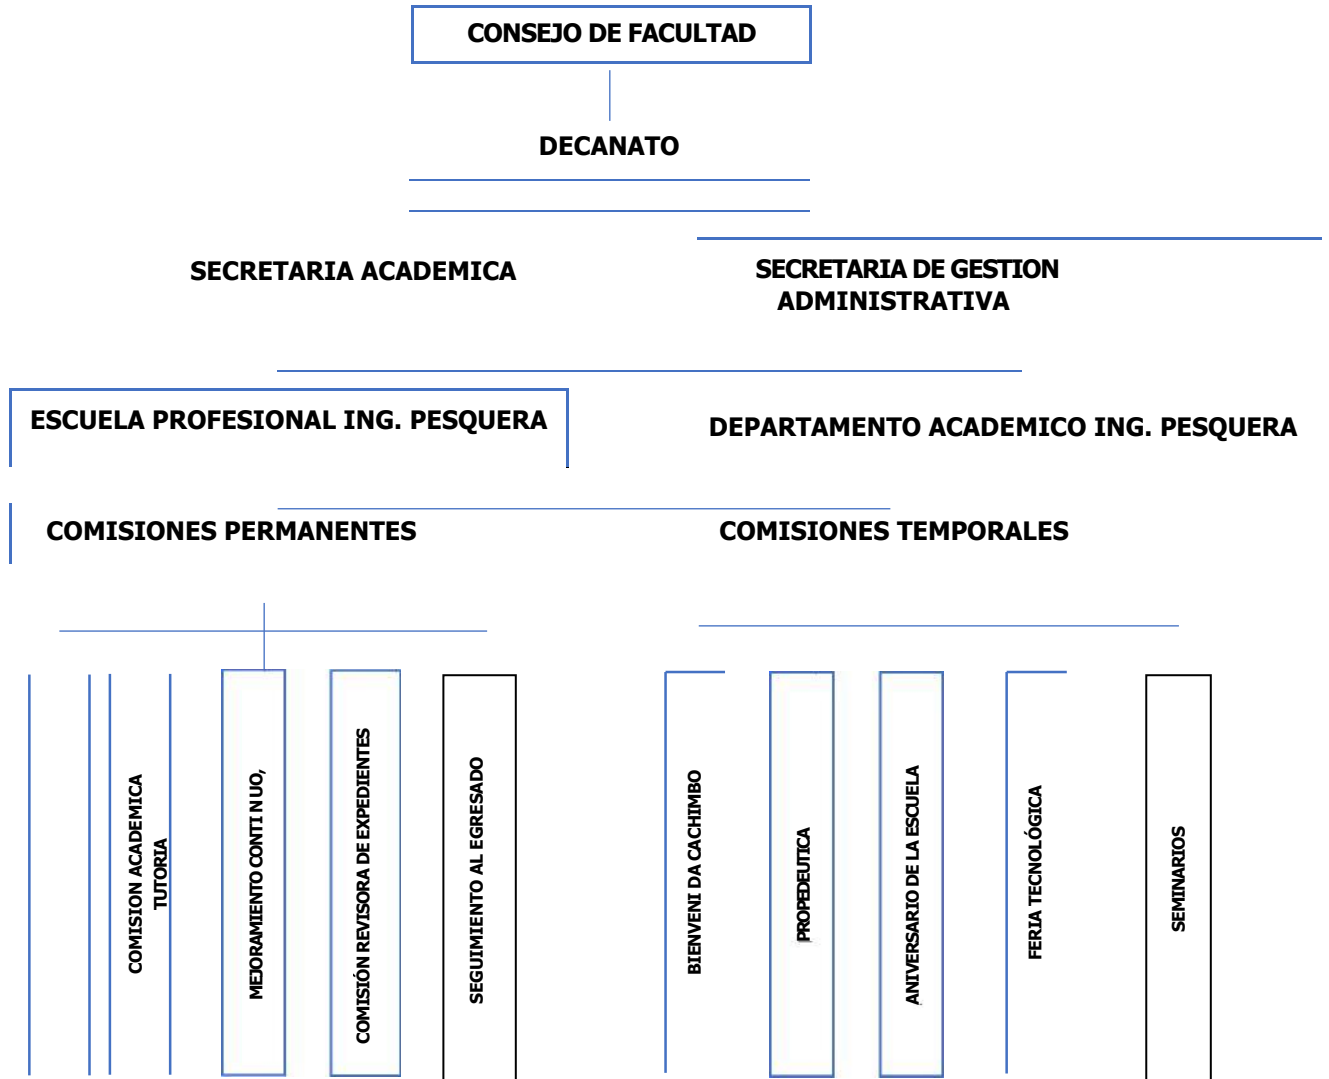 CONSEJO DE FACULTAD
DECANATO
SECRETARIA ACADEMICA
SECRETARIA DE GESTION
ADMINISTRATIVA
ESCUELA PROFESIONAL ING. PESQUERA
DEPARTAMENTO ACADEMICO ING. PESQUERA
COMISIONES PERMANENTES
COMISIONES TEMPORALES
COMISION ACADEMICA
TUTORIA
MEJORAMIENTO CONTI NUO,
COMISIÓN REVISORA DE EXPEDIENTES
SEGUIMIENTO AL EGRESADO
BIENVENI DA CACHIMBO
PROPEDEUTICA
ANIVERSARIO DE LA ESCUELA
FERIA TECNOLÓGICA
SEMINARIOS